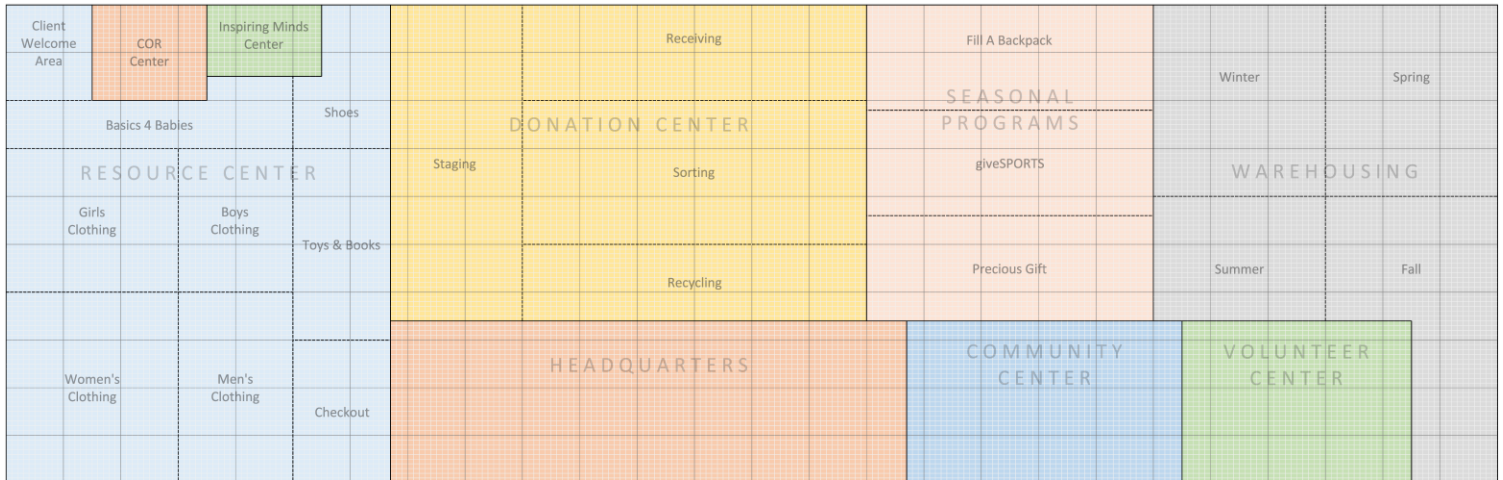 Client
Welcome
Area
COR
Center
Inspiring Minds
Center
Shoes
Basics 4 Babies
RESOURCE CENTER
Girls
Clothing
Boys
Clothing
Toys & Books
Women's
Clothing
Men's
Clothing
Checkout
Receiving
DONATION CENTER
Staging
Sorting
Recycling
Fill A Backpack
SEASONAL
PROGRAMS
giveSPORTS
Precious Gift
Winter
Spring
WAREHOUSING
Summer
Fall
HEADQUARTERS
COMMUNITY
CENTER
VOLUNTEER
CENTER